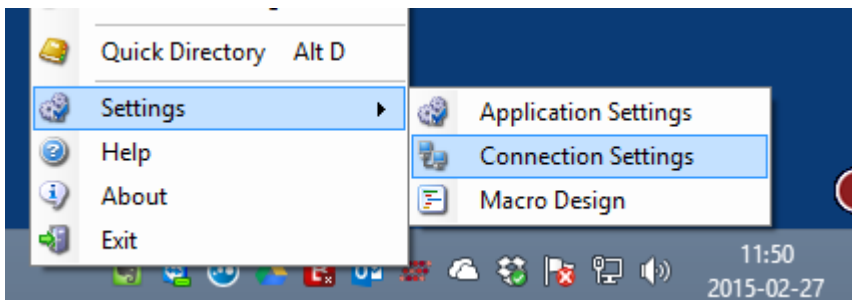 Quick Directory Alt D
Settings
Help
About
Exit
Application Settings
Connection Settings
Macro Design
11:50
2015-02-27